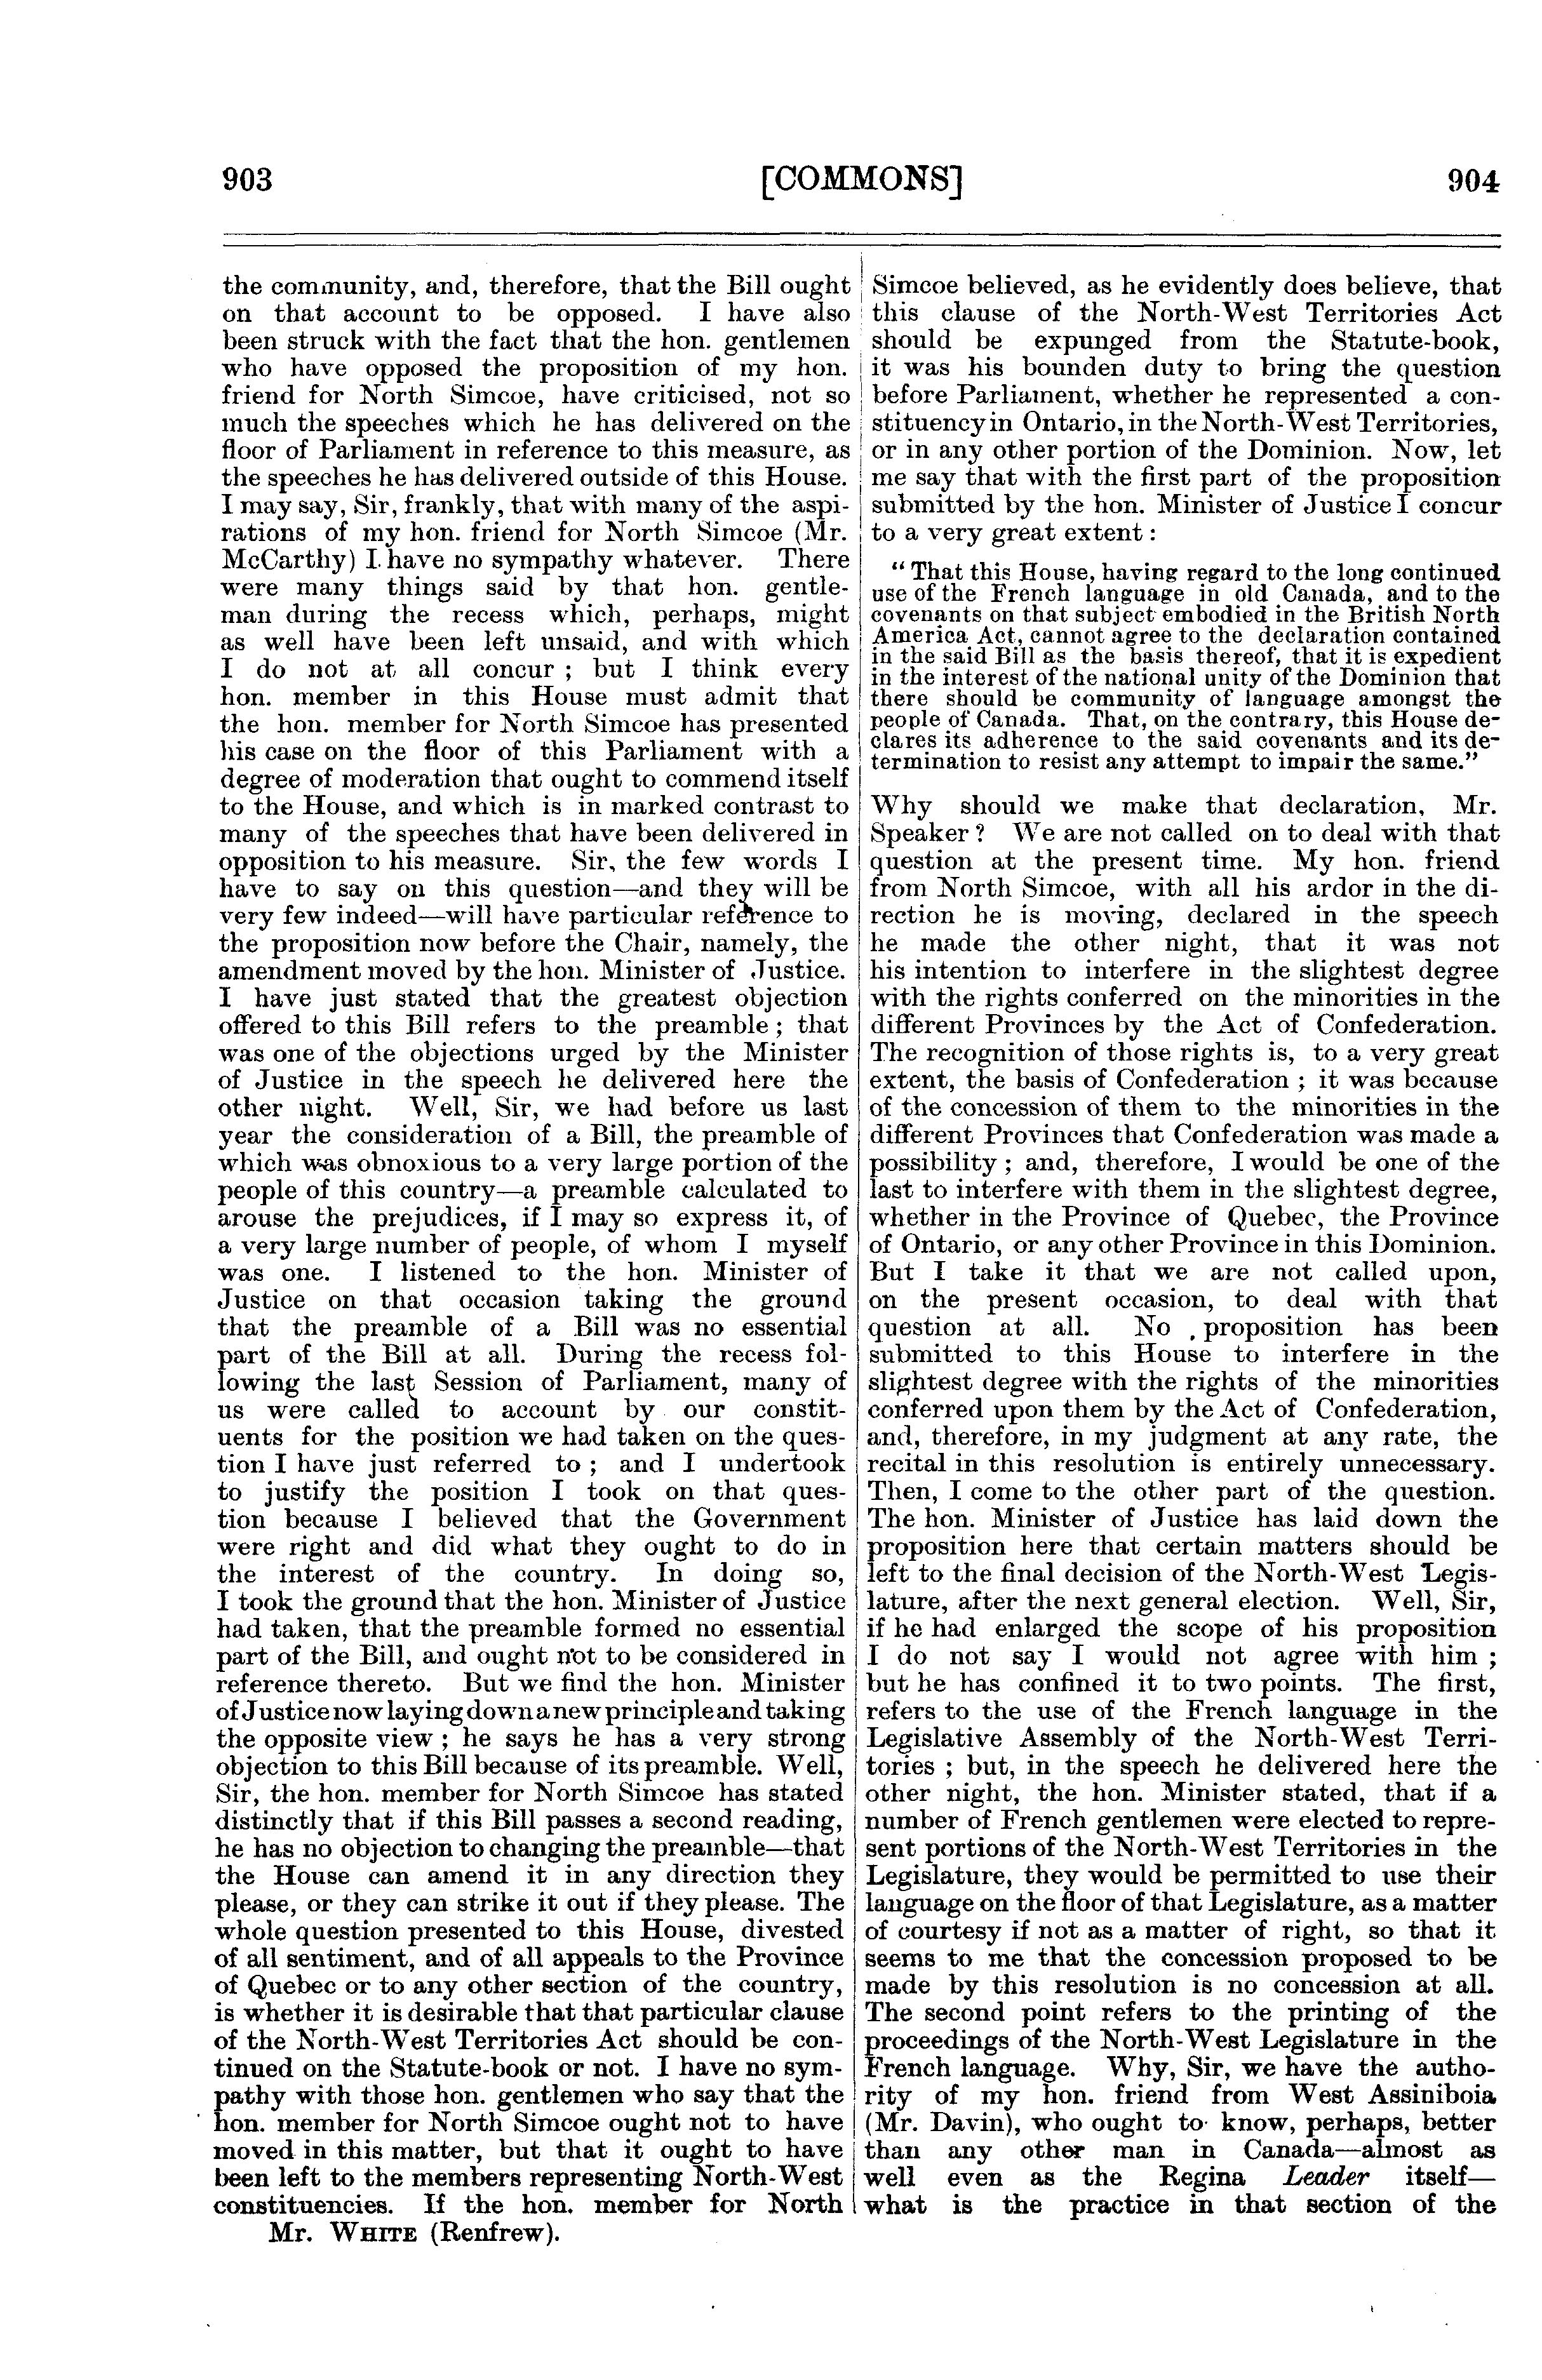 903 [COMMONS] 904
the community, and, therefore, that the Bill ought
on that account to be opposed. I have also
been struck with the fact that the hon. gentlemen
who have opposed the proposition of my hon.
friend for North Simcoe, have criticised, not so
much the speeches which he has delivered on the
floor of Parliament in reference to this measure, as
the speeches he has delivered outside of this House.
I may say, Sir, frankly, that with many of the aspi-
rations of my hon. friend for North Simcoe (Mr.
McCarthy) I have no sympathy whatever. There
were many things said by that hon. gentle-
man during the recess which, perhaps, might
as well have been left unsaid, and with which
I do not at all concur ; but I think every
hon. member in this House must admit that
the hon. member for North Simcoe has presented
his case on the floor of this Parliament with a
degree of moderation that ought to commend itself
to the House, and which is in marked contrast to
many of the speeches that have been delivered in
opposition to his measure. Sir, the few words I
have to say on this question—and they will be
very few indeed—will have particular reference to
the proposition now before the Chair, namely, the
amendment moved by the hon. Minister of Justice.
I have just stated that the greatest objection
offered to this Bill refers to the preamble ; that
was one of the objections urged by the Minister
of Justice in the speech he delivered here the
other night. Well, Sir, we had before us last
year the consideration of a Bill, the preamble of
which was obnoxious to a very large portion of the
people of this country—a preamble calculated to
arouse the prejudices, if I may so express it, of
a very large number of people, of whom I myself
was one. I listened to the hon. Minister of
Justice on that occasion taking the ground
that the preamble of a Bill was no essential
part of the Bill at all. During the recess fol-
lowing the last Session of Parliament, many of
us were called to account by our constit-
uents for the position we had taken on the ques-
tion I have just referred to ; and I undertook
to justify the position I took on that ques-
tion because I believed that the Government
were right and did what they ought to do in
the interest of the country. In doing so,
I took the ground that the hon. Minister of Justice
had taken, that the preamble formed no essential
part of the Bill, and ought not to be considered in
reference thereto. But we find the hon. Minister
of Justice now laying down a new principle and taking
the opposite view ; he says he has a very strong
objection to this Bill because of its preamble. Well,
Sir, the hon. member for North Simcoe has stated
distinctly that if this Bill passes a second reading,
he has no objection to changing the preamble—that
the House can amend it in any direction they
please, or they can strike it out if they please. The
whole question presented to this House, divested
of all sentiment, and of all appeals to the Province
of Quebec or to any other section of the country,
is whether it is desirable that that particular clause
of the North-West Territories Act should be con-
tinued on the Statute-book or not. I have no sym-
pathy with those hon. gentlemen who say that the
hon. member for North Simcoe ought not to have
moved in this matter, but that it ought to have
been left to the members representing North-West
constituencies. If the hon. member for North
Mr. WHITE (Renfrew).
Simcoe believed, as he evidently does believe, that
this clause of the North-West Territories Act
should be expunged from the Statute-book,
it was his bounden duty to bring the question
before Parliament, whether he represented a con-
stituency in Ontario, in the North-West Territories,
or in any other portion of the Dominion. Now, let
me say that with the first part of the proposition
submitted by the hon. Minister of Justice I concur
to a very great extent :
" That this House, having regard to the long continued
use of the French language in old Canada, and to the
covenants on that subject embodied in the British North
America Act, cannot agree to the declaration contained
in the said Bill as the basis thereof, that it is expedient
in the interest of the national unity of the Dominion that
there should be community of language amongst the
people of Canada. That, on the contrary, this House de-
clares its adherence to the said covenants and its de-
termination to resist any attempt to impair the same."
Why should we make that declaration, Mr.
Speaker ? We are not called on to deal with that
question at the present time. My hon. friend
from North Simcoe, with all his ardor in the di-
rection he is moving, declared in the speech
he made the other night, that it was not
his intention to interfere in the slightest degree
with the rights conferred on the minorities in the
different Provinces by the Act of Confederation.
The recognition of those rights is, to a very great
extent, the basis of Confederation ; it was because
of the concession of them to the minorities in the
different Provinces that Confederation was made a
possibility ; and, therefore, I would be one of the
last to interfere with them in the slightest degree,
whether in the Province of Quebec, the Province
of Ontario, or any other Province in this Dominion.
But I take it that we are not called upon,
on the present occasion, to deal with that
question at all. No proposition has been
submitted to this House to interfere in the
slightest degree with the rights of the minorities
conferred upon them by the Act of Confederation,
and, therefore, in my judgment at any rate, the
recital in this resolution is entirely unnecessary.
Then, I come to the other part of the question.
The hon. Minister of Justice has laid down the
proposition here that certain matters should be
left to the final decision of the North-West Legis-
lature, after the next general election. Well, Sir,
if he had enlarged the scope of his proposition
I do not say I would not agree with him ;
but he has confined it to two points. The first,
refers to the use of the French language in the
Legislative Assembly of the North-West Terri-
tories ; but, in the speech he delivered here the
other night, the hon. Minister stated, that if a
number of French gentlemen were elected to repre-
sent portions of the North-West Territories in the
Legislature, they would be permitted to use their
language on the floor of that Legislature, as a matter
of courtesy if not as a matter of right, so that it
seems to me that the concession proposed to be
made by this resolution is no concession at all.
The second point refers to the printing of the
proceedings of the North-West Legislature in the
French language. Why, Sir, we have the autho-
rity of my hon. friend from West Assiniboia
(Mr. Davin), who ought to know, perhaps, better
than any other man in Canada—almost as
well even as the Regina Leader itself—
what is the practice in that section of the